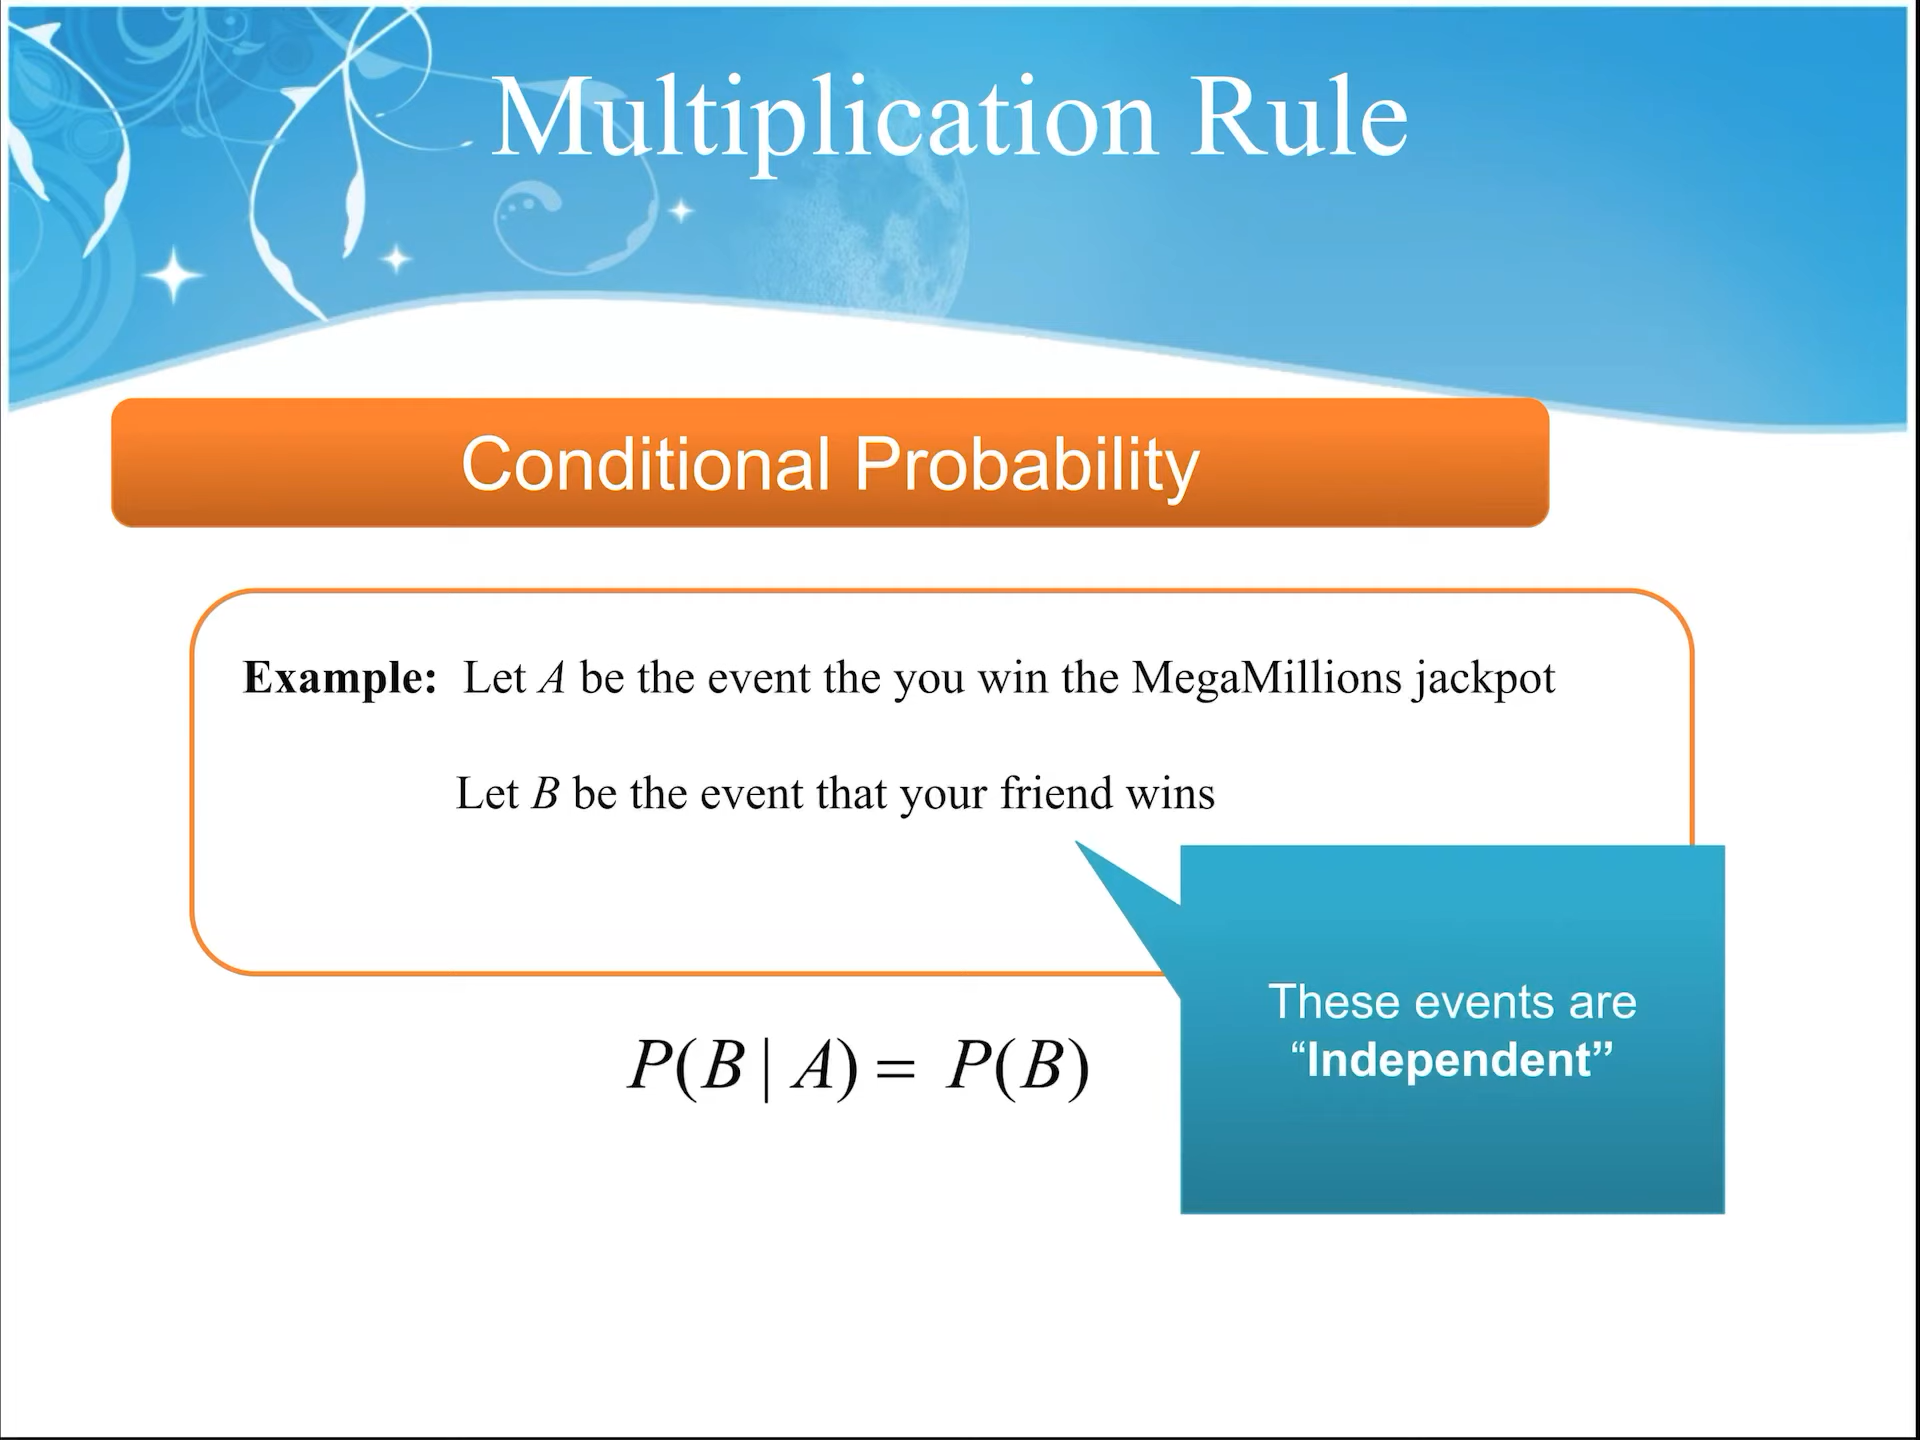 Multiplication Rule
Conditional Probability
Example: Let A be the event the you win the MegaMillions jackpot
Let B be the event that your friend wins
These events are
“Independent”
P(B | A) = P(B)